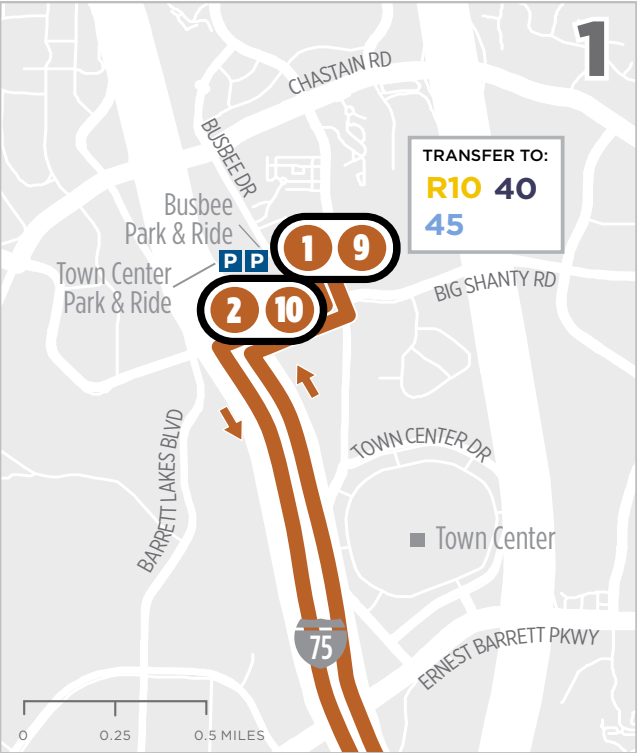 1
CHASTAIN RD
BUSBEE DR
TRANSFER TO:
R10 40
45
Busbee
Park & Ride
P P
1 9
Town Center
Park & Ride
2 10
BIG SHANTY RD
BARRETT LAKES BLVD
TOWN CENTER DR
Town Center
75
ERNEST BARRETT PKWY
0 0.25 0.5 MILES